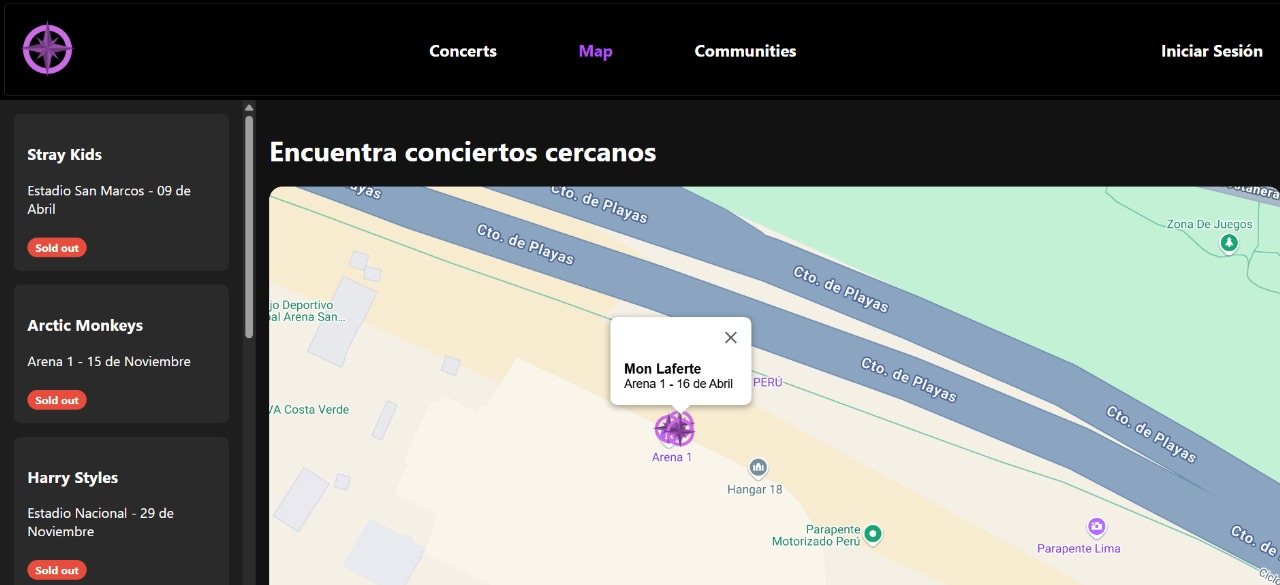 Concerts
Map
Communities
Iniciar Sesión
Stray Kids
Estadio San Marcos - 09 de
Abril
Sold out
Arctic Monkeys
Arena 1 - 15 de Noviembre
Sold out
Harry Styles
Estadio Nacional - 29 de
Noviembre
Sold out
Encuentra conciertos cercanos
Cto. de Playas
Cto. de Playas
Zona De Juegos
Cto. de Playas
jo Deportivo
al Arena San...
Mon Laferte
Arena 1 - 16 de Abril
PERÚ
Cto. de Playas
VA Costa Verde
Cto. de Playas
Arena 1
Hangar 18
Parapente
Motorizado Perú
Parapente Lima
Cto. de